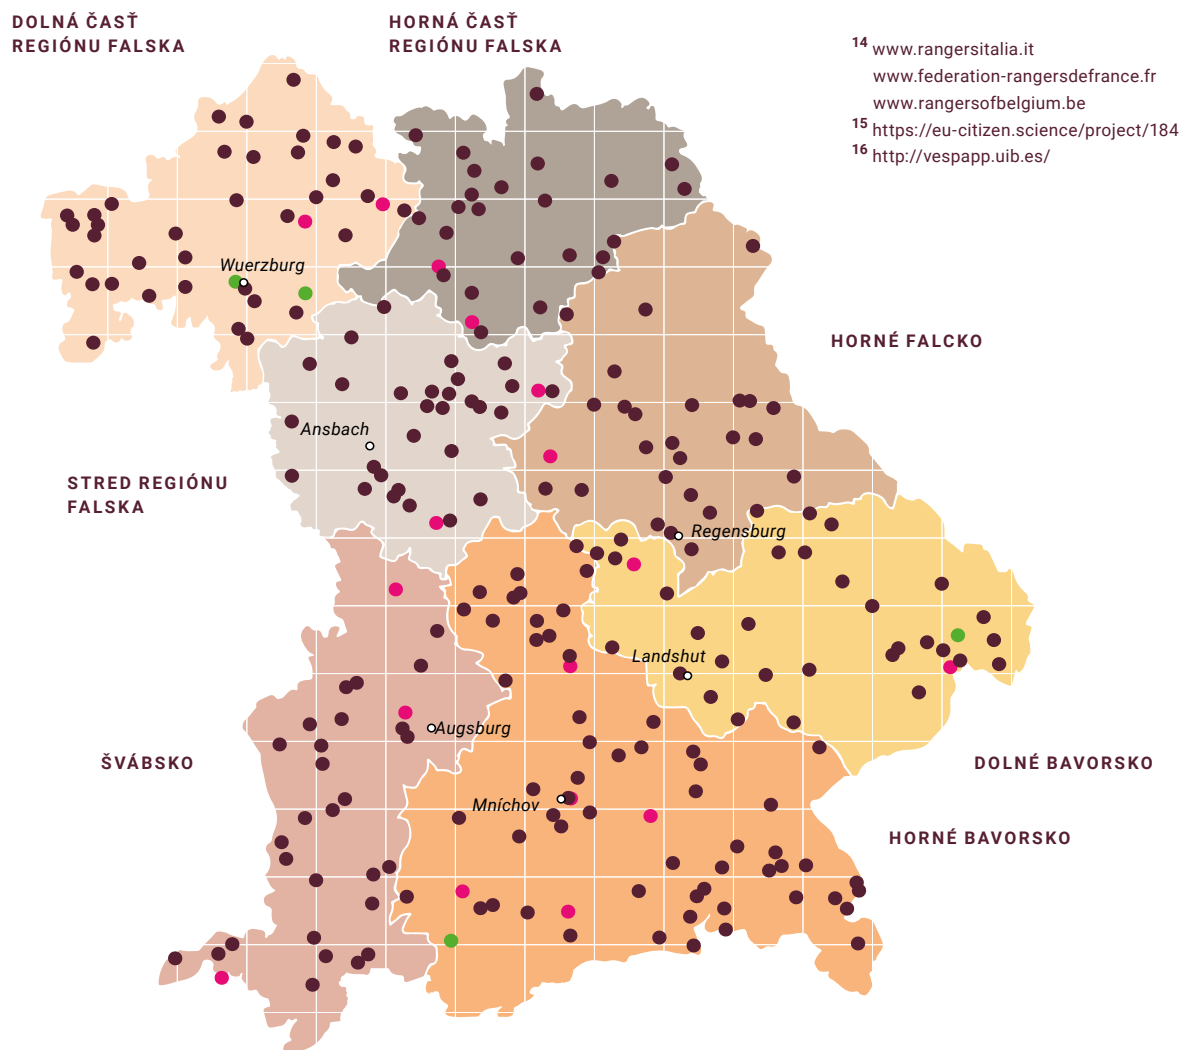 DOLNÁ ČASŤ
REGIÓNU FALSKA
HORNÁ ČASŤ
REGIÓNU FALSKA
14 www.rangersitalia.it
www.federation-rangersdefrance.fr
www.rangersofbelgium.be
15 https://eu-citizen.science/project/184
16 http://vespapp.uib.es/
Wuerzburg
HORNÉ FALCKO
Ansbach
STRED REGIÓNU
FALSKA
Regensburg
Landshut
Augsburg
ŠVÁBSKO
DOLNÉ BAVORSKO
Mníchov
HORNÉ BAVORSKO